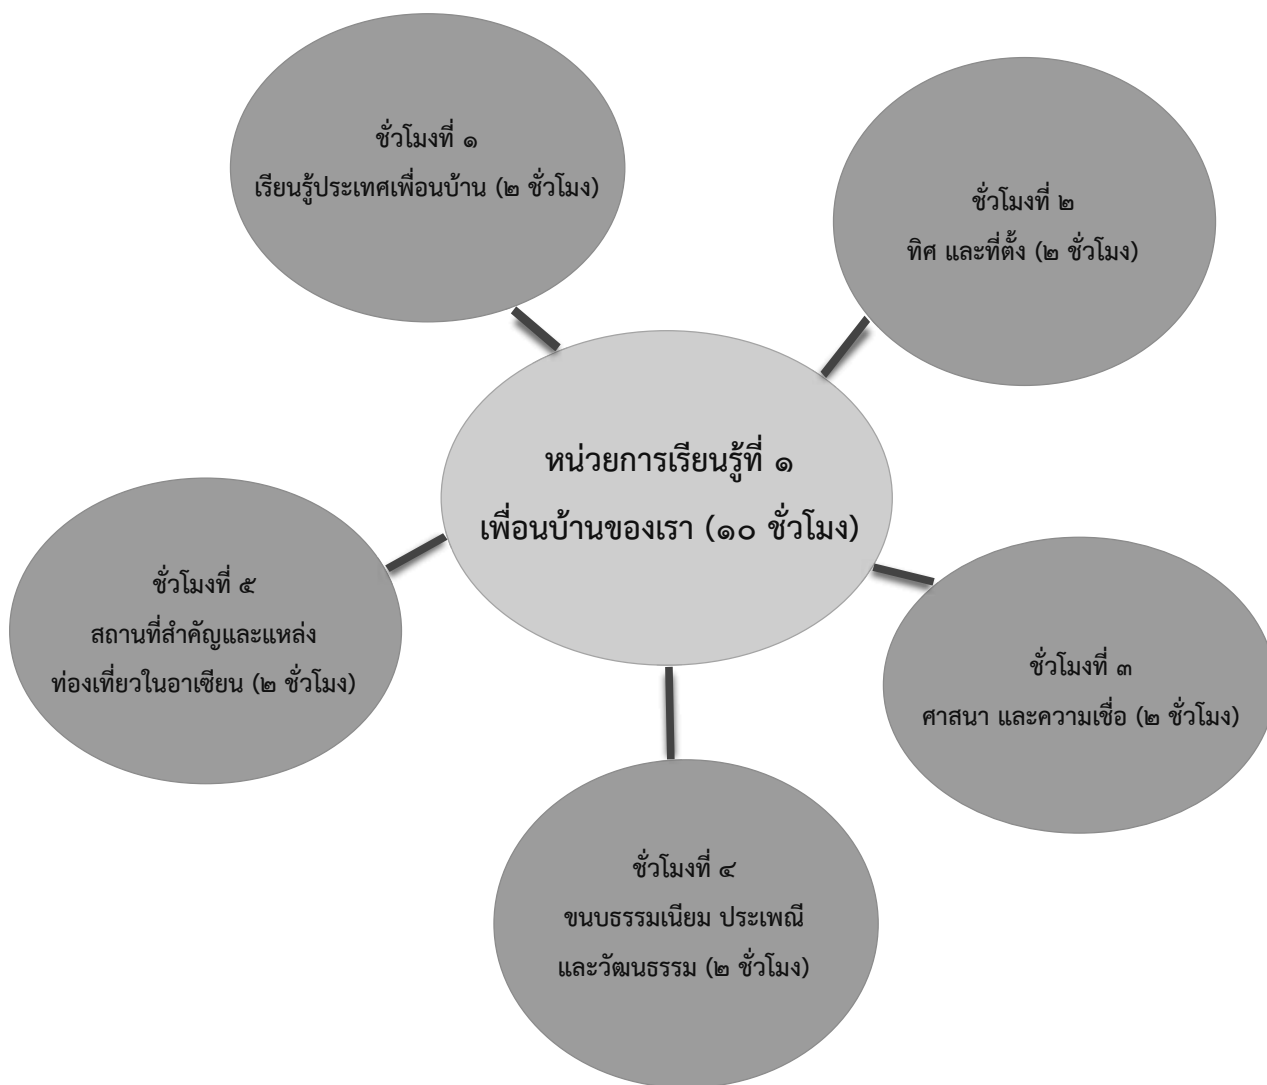 ชั่วโมงที่ ๑
เรียนรู้ประเทศเพื่อนบ้าน (๒ ชั่วโมง)
ชั่วโมงที่ ๒
ทิศ และที่ตั้ง (๒ ชั่วโมง)
หน่วยการเรียนรู้ที่ ๑
เพื่อนบ้านของเรา (๑๐ ชั่วโมง)
ชั่วโมงที่ ๓
ศาสนา และความเชื่อ (๒ ชั่วโมง)
ชั่วโมงที่ ๔
ขนบธรรมเนียม ประเพณี
และวัฒนธรรม (๒ ชั่วโมง)
ชั่วโมงที่ ๕
สถานที่สำคัญและแหล่ง
ท่องเที่ยวในอาเซียน (๒ ชั่วโมง)